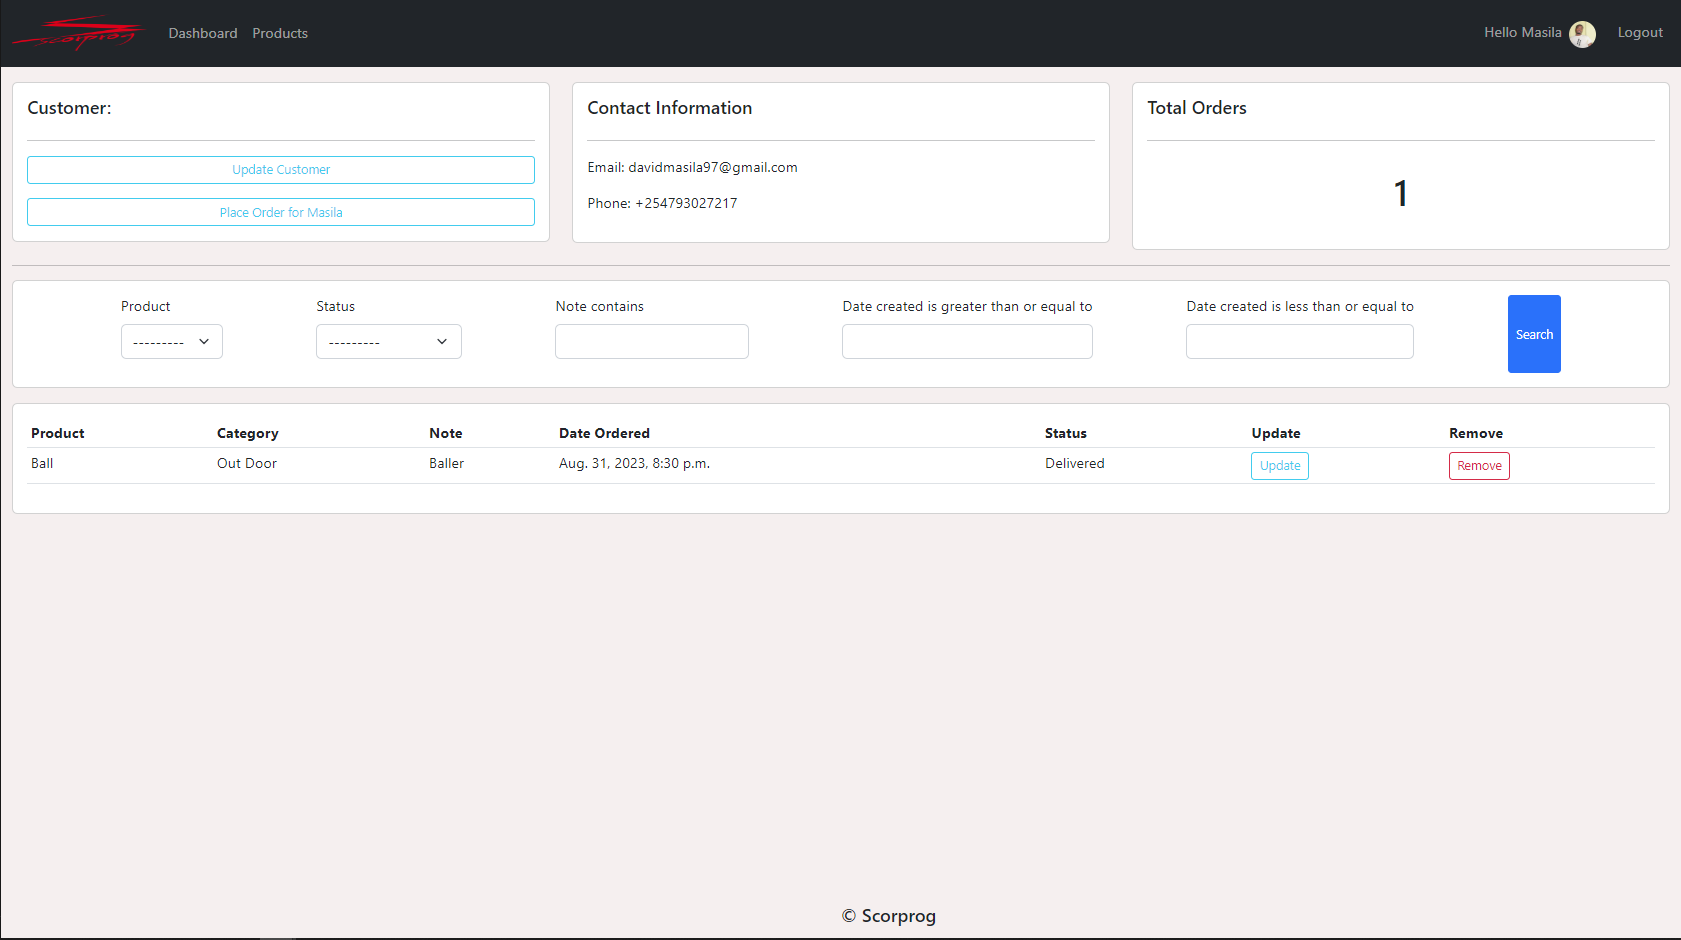 Scorprog
Dashboard Products
Hello Masila Logout
Customer:
Update Customer
Place Order for Masila
Contact Information
Email: davidmasila97@gmail.com
Phone: +254793027217
Total Orders
1
Product Status Note contains Date created is greater than or equal to Date created is less than or equal to
--------- --------- Search
Product Category Note Date Ordered Status Update Remove
Ball Out Door Baller Aug. 31, 2023, 8:30 p.m. Delivered Update Remove
© Scorprog